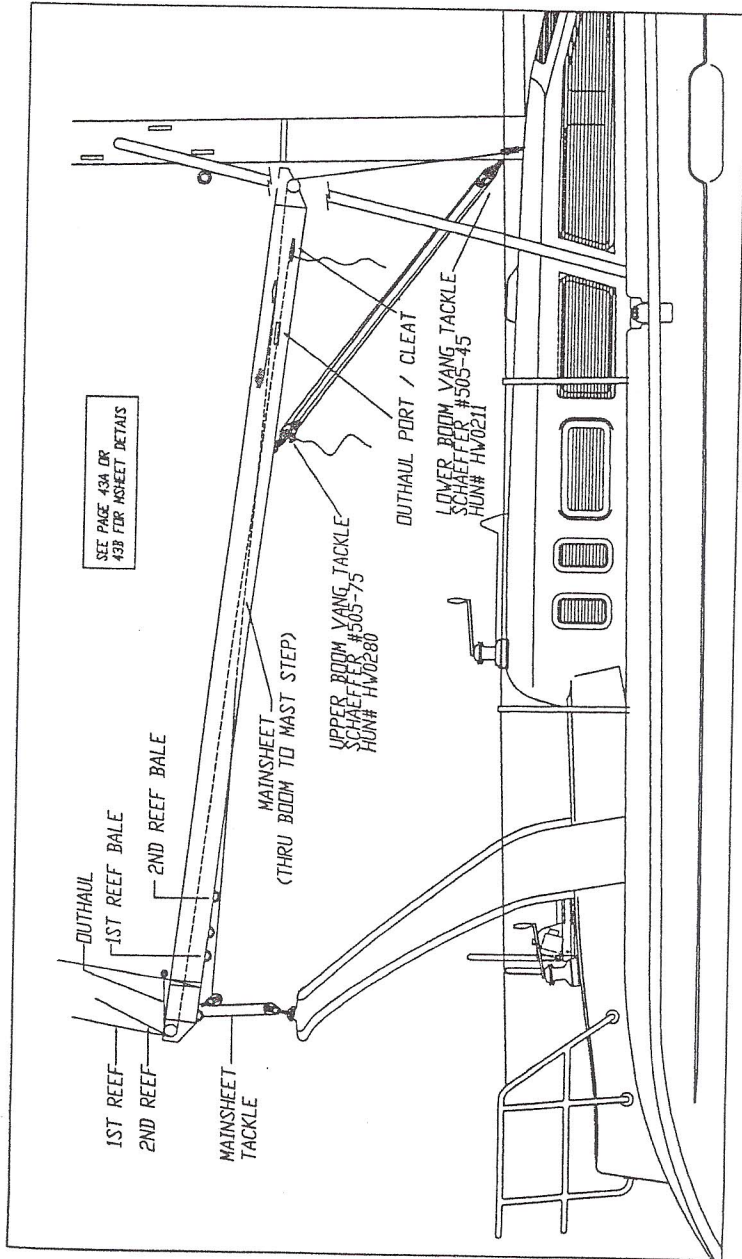 SEE PAGE 43A OR
43B FOR MSHEET DETAIS
OUTHAUL
1ST REEF BALE
2ND REEF BALE
1ST REEF
2ND REEF
MAINSHEET
TACKLE
MAINSHEET
(THRU BOOM TO MAST STEP)
UPPER BOOM VANG TACKLE
SCHAEFFER #505-75
HUN# HW0280
OUTHAUL PORT / CLEAT
LOWER BOOM VANG TACKLE
SCHAEFFER #505-45
HUN# HW0211